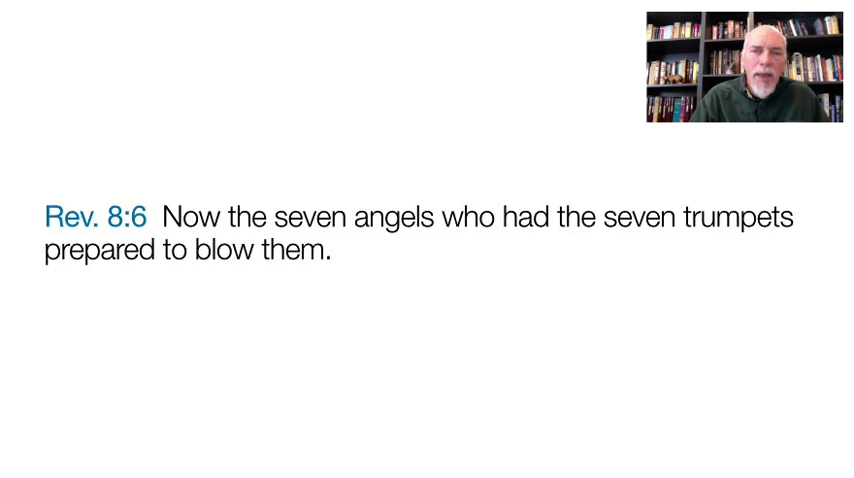 Rev. 8:6 Now the seven angels who had the seven trumpets
prepared to blow them.